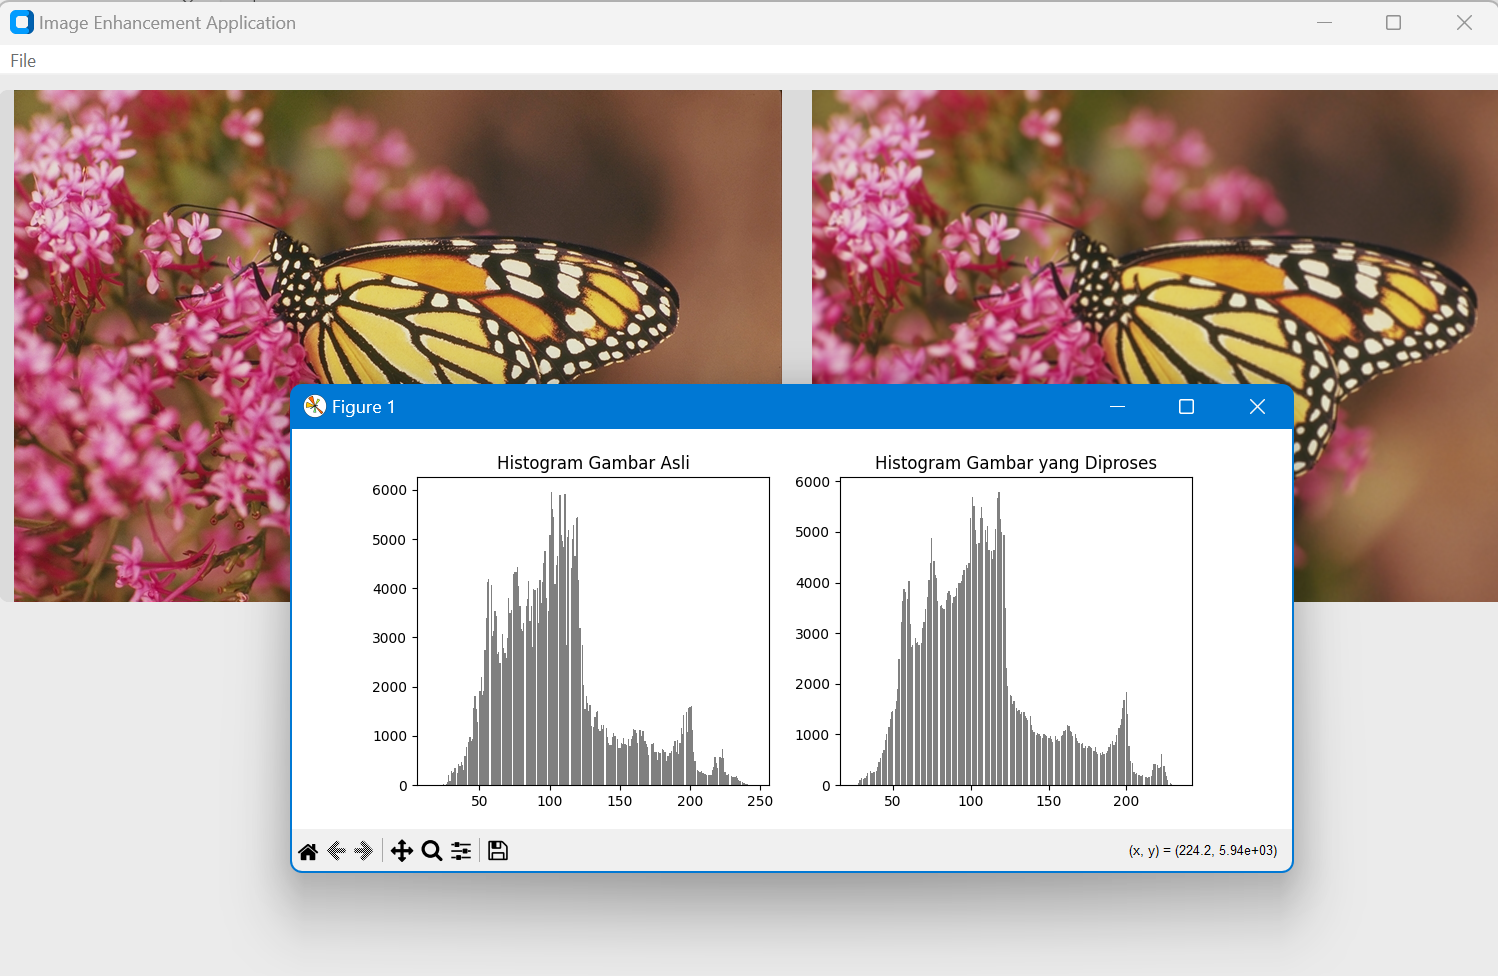 Image Enhancement Application
File
Figure 1
Histogram Gambar Asli
6000
5000
4000
3000
2000
1000
0
50 100 150 200 250
Histogram Gambar yang Diproses
6000
5000
4000
3000
2000
1000
0
50 100 150 200
(x, y) = (224.2, 5.94e+03)